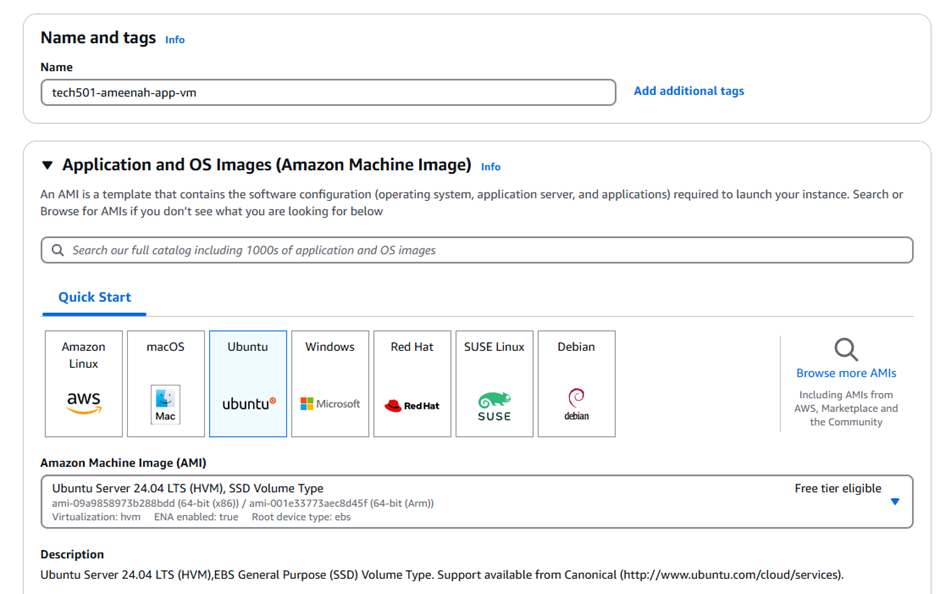 Name and tags Info
Name
tech501-ameenah-app-vm
Add additional tags
Application and OS Images (Amazon Machine Image) Info
An AMI is a template that contains the software configuration (operating system, application server, and applications) required to launch your instance. Search or
Browse for AMIs if you don't see what you are looking for below
Search our full catalog including 1000s of application and OS images
Quick Start
Amazon
Linux
aws
macOS
Mac
Ubuntu
ubuntu
Windows
Microsoft
Red Hat
Red Hat
SUSE Linux
SUSE
Debian
debian
Browse more AMIs
Including AMIs from
AWS, Marketplace and
the Community
Amazon Machine Image (AMI)
Ubuntu Server 24.04 LTS (HVM), SSD Volume Type
Free tier eligible
ami-09a9858973b288bdd (64-bit (x86)) / ami-001e33773aec8d45f (64-bit (Arm))
Virtualization: hvm ENA enabled: true Root device type: ebs
Description
Ubuntu Server 24.04 LTS (HVM),EBS General Purpose (SSD) Volume Type. Support available from Canonical (http://www.ubuntu.com/cloud/services).